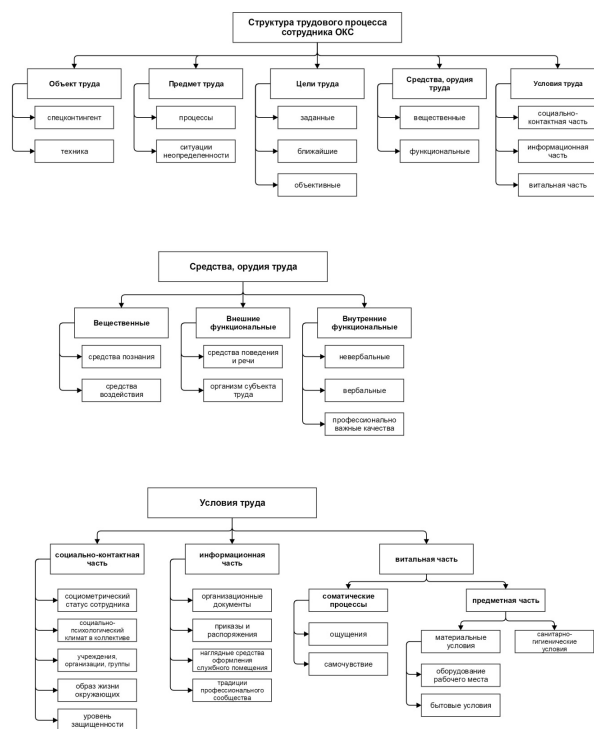 Структура трудового процесса
сотрудника ОКС
Объект труда
спецконтингент
техника
Предмет труда
процессы
ситуации
неопределенности
Цели труда
заданные
ближайшие
объективные
Средства, орудия
труда
вещественные
функциональные
Условия труда
социально-
контактная часть
информационная
часть
витальная часть
Средства, орудия труда
Вещественные
средства познания
средства
воздействия
Внешние
функциональные
средства поведения
и речи
организм субъекта
труда
Внутренние
функциональные
невербальные
вербальные
профессионально
важные качества
Условия труда
социально-контактная
часть
социометрический
статус сотрудника
социально-
психологический
климат в коллективе
учреждения,
организации, группы
образ жизни
окружающих
уровень
защищенности
информационная
часть
организационные
документы
приказы и
распоряжения
наглядные средства
оформления
служебного помещения
традиции
профессионального
сообщества
витальная часть
соматические
процессы
ощущения
самочувствие
предметная часть
материальные
условия
оборудование
рабочего места
бытовые условия
санитарно-
гигиенические
условия